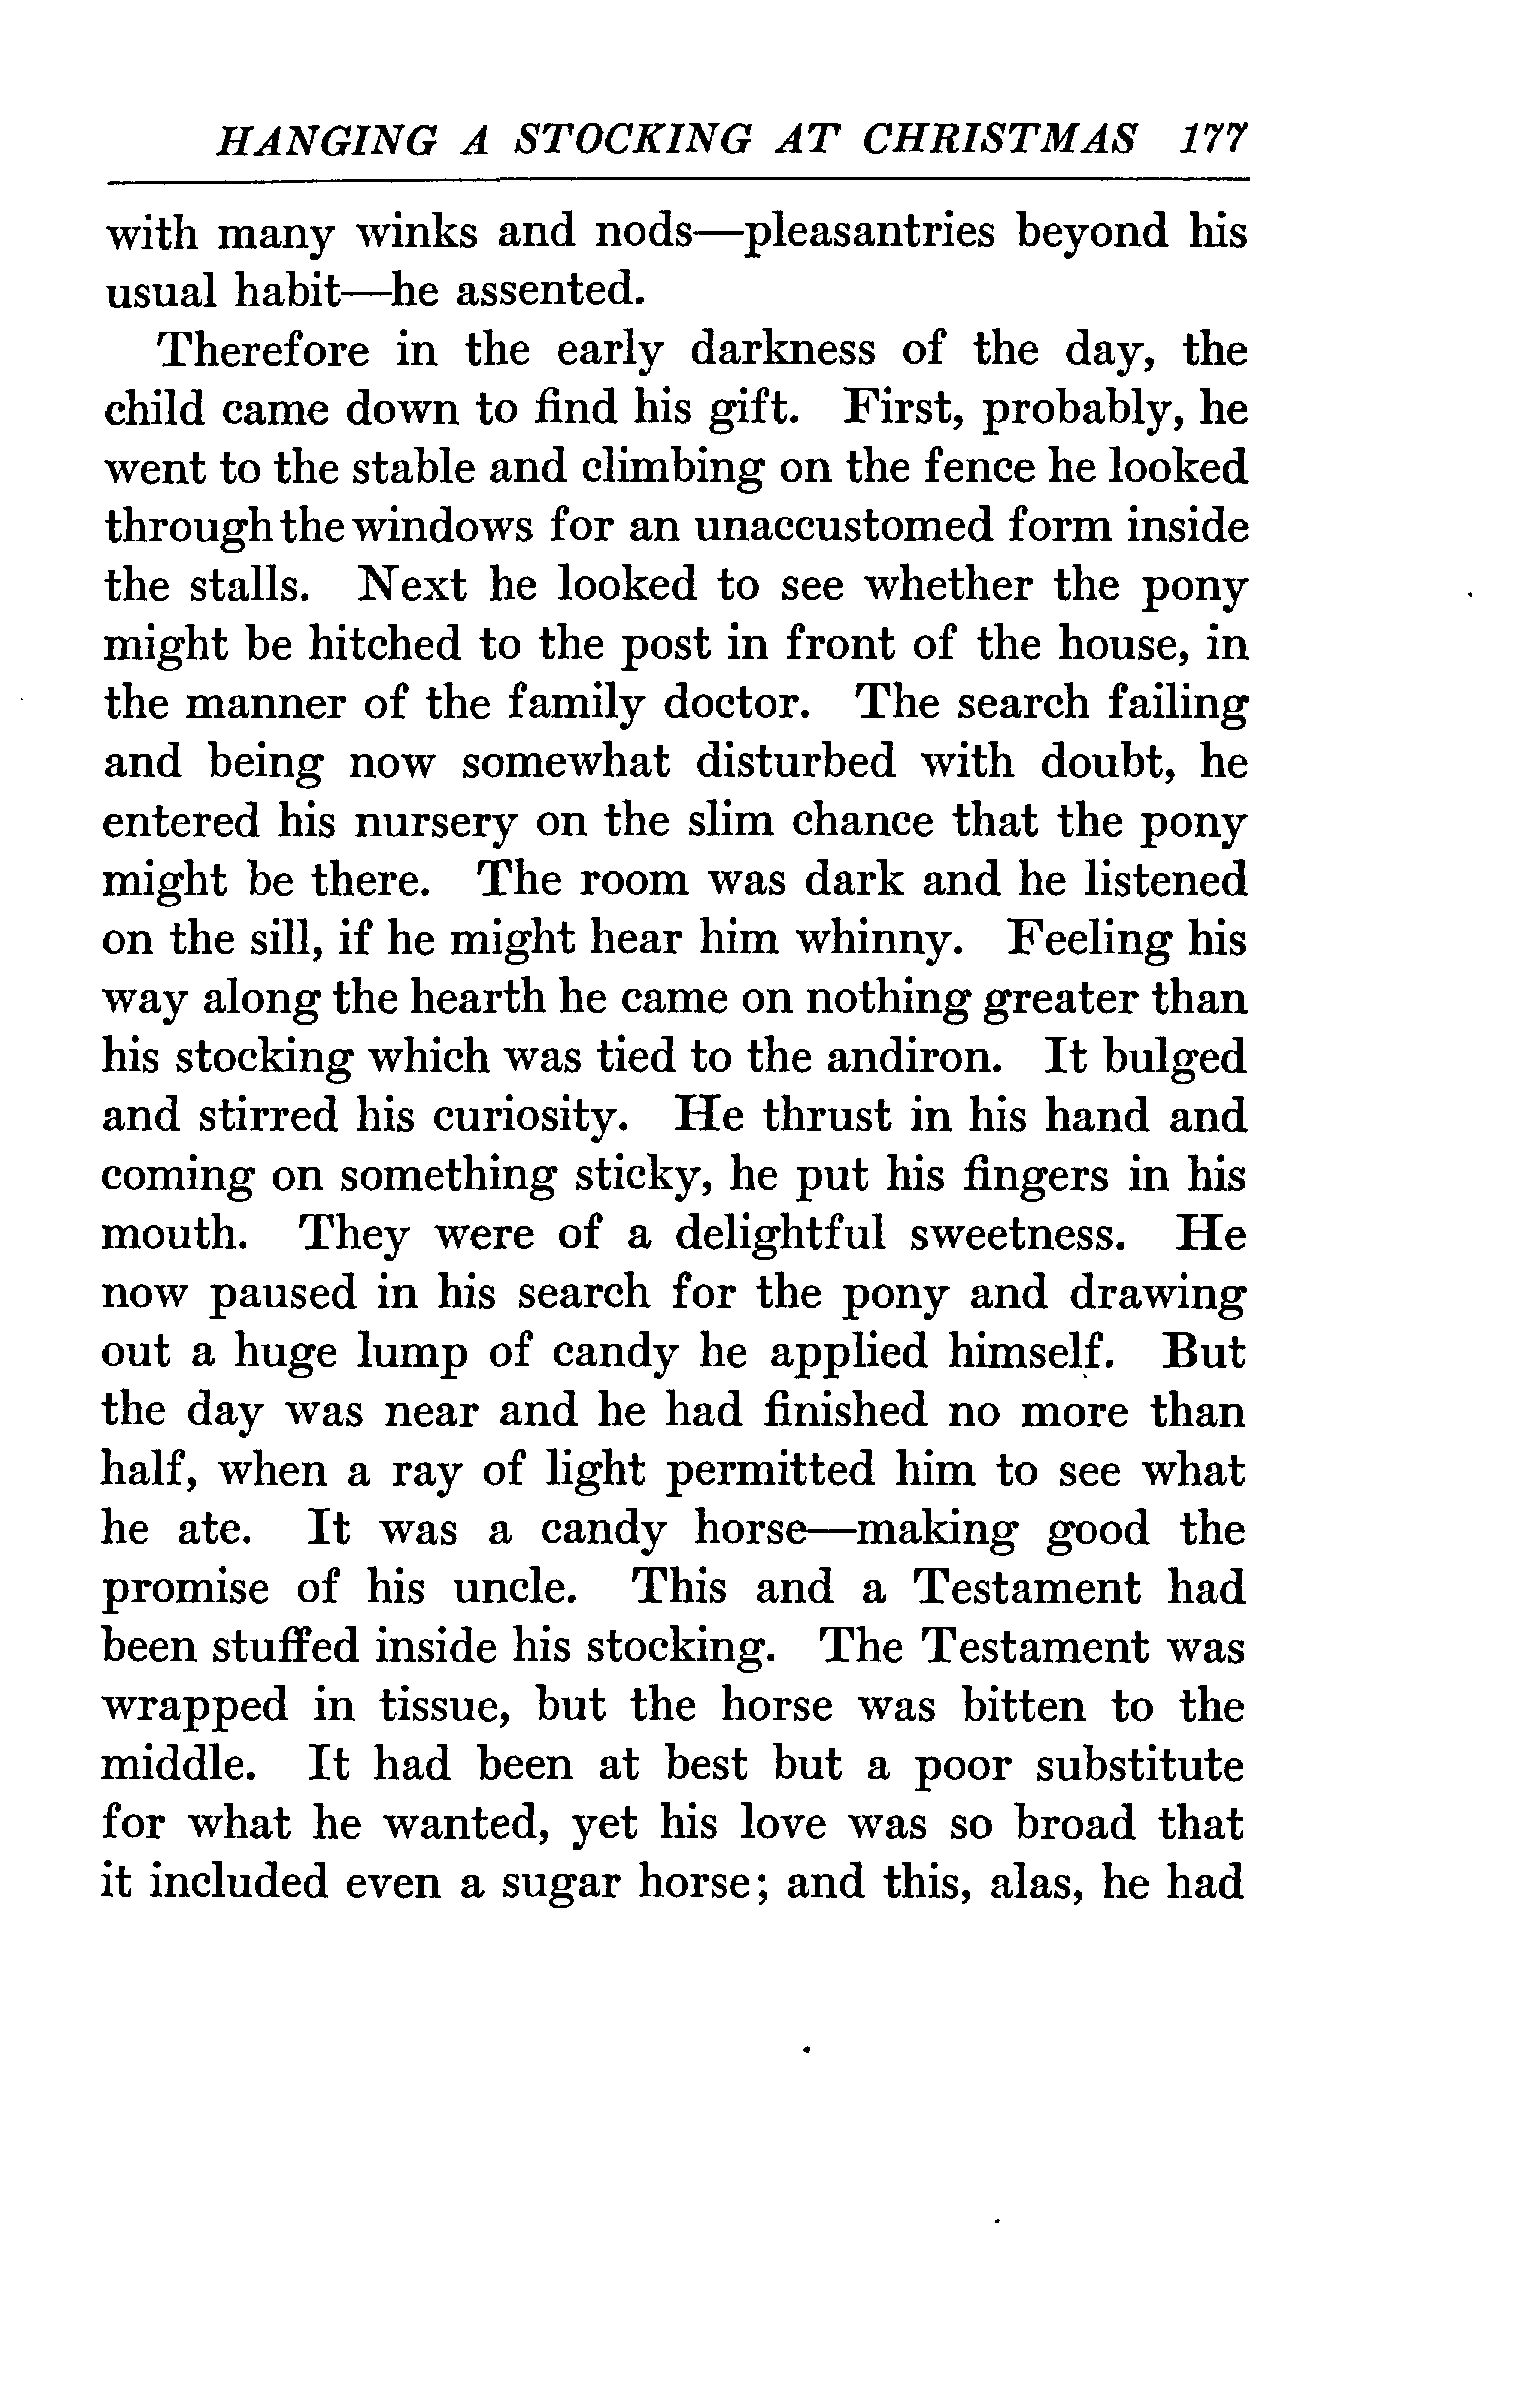 HANGING A STOCKING AT CHRISTMAS 177
with many winks and nods—pleasantries beyond his
usual habit—he assented.
Therefore in the early darkness of the day, the
child came down to find his gift. First, probably, he
went to the stable and climbing on the fence he looked
through the windows for an unaccustomed form inside
the stalls. Next he looked to see whether the pony
might be hitched to the post in front of the house, in
the manner of the family doctor. The search failing
and being now somewhat disturbed with doubt, he
entered his nursery on the slim chance that the pony
might be there. The room was dark and he listened
on the sill, if he might hear him whinny. Feeling his
way along the hearth he came on nothing greater than
his stocking which was tied to the andiron. It bulged
and stirred his curiosity. He thrust in his hand and
coming on something sticky, he put his fingers in his
mouth. They were of a delightful sweetness. He
now paused in his search for the pony and drawing
out a huge lump of candy he applied himself. But
the day was near and he had finished no more than
half, when a ray of light permitted him to see what
he ate. It was a candy horse—making good the
promise of his uncle. This and a Testament had
been stuffed inside his stocking. The Testament was
wrapped in tissue, but the horse was bitten to the
middle. It had been at best but a poor substitute
for what he wanted, yet his love was so broad that
it included even a sugar horse; and this, alas, he had